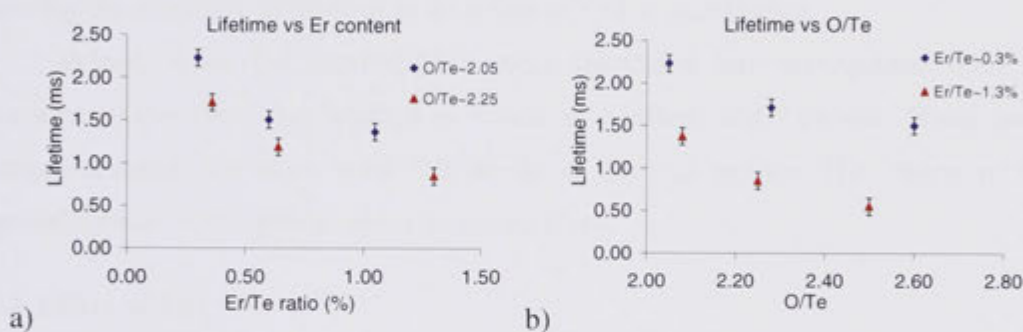 Lifetime vs Er content
2.50
2.00
1.50
1.00
0.50
0.00
Lifetime (ms)
O/Te~2.05
O/Te~2.25
0.00 0.50 1.00 1.50
Er/Te ratio (%)
a)
Lifetime vs O/Te
2.50
2.00
1.50
1.00
0.50
0.00
Lifetime (ms)
Er/Te~0.3%
Er/Te~1.3%
2.00 2.20 2.40 2.60 2.80
O/Te
b)